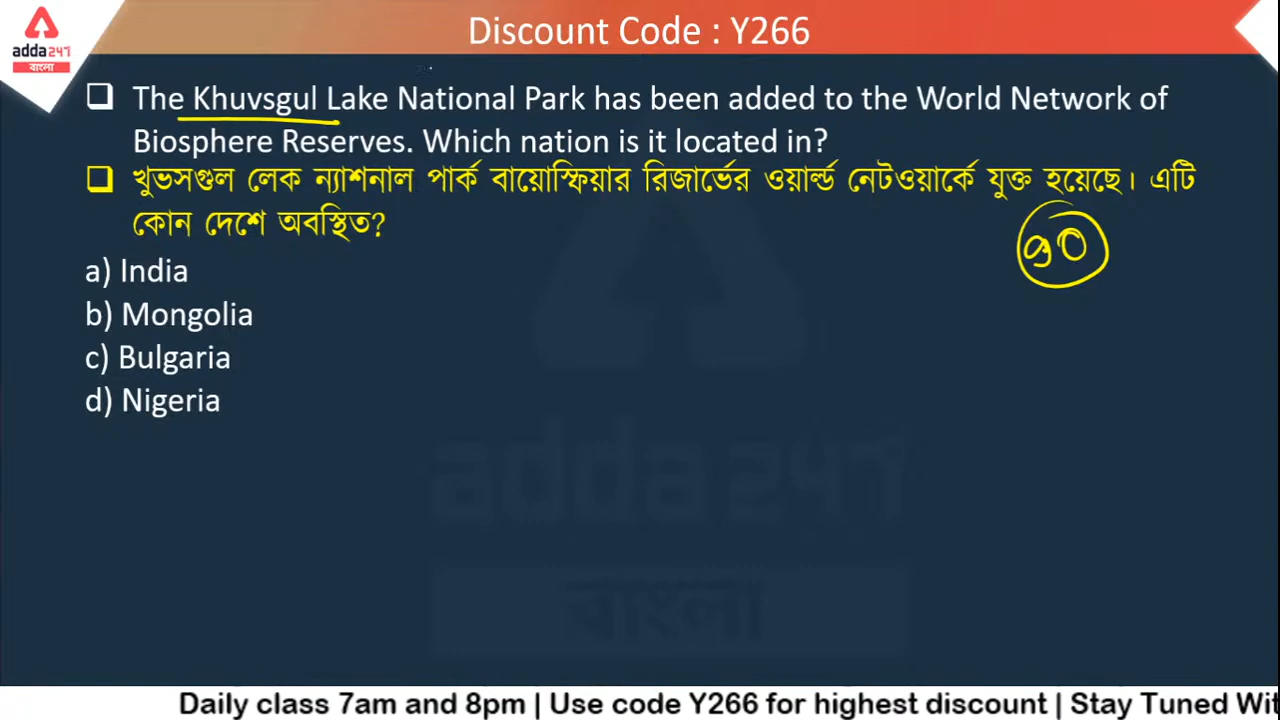 Discount Code : Y266
adda247
বাংলা
The Khuvsgul Lake National Park has been added to the World Network of
Biosphere Reserves. Which nation is it located in?
খুভসগুল লেক ন্যাশনাল পার্ক বায়োস্ফিয়ার রিজার্ভের ওয়ার্ল্ড নেটওয়ার্কে যুক্ত হয়েছে। এটি
কোন দেশে অবস্থিত?
a) India
b) Mongolia
c) Bulgaria
d) Nigeria
adda247
বাংলা
Daily class 7am and 8pm | Use code Y266 for highest discount | Stay Tuned Wit